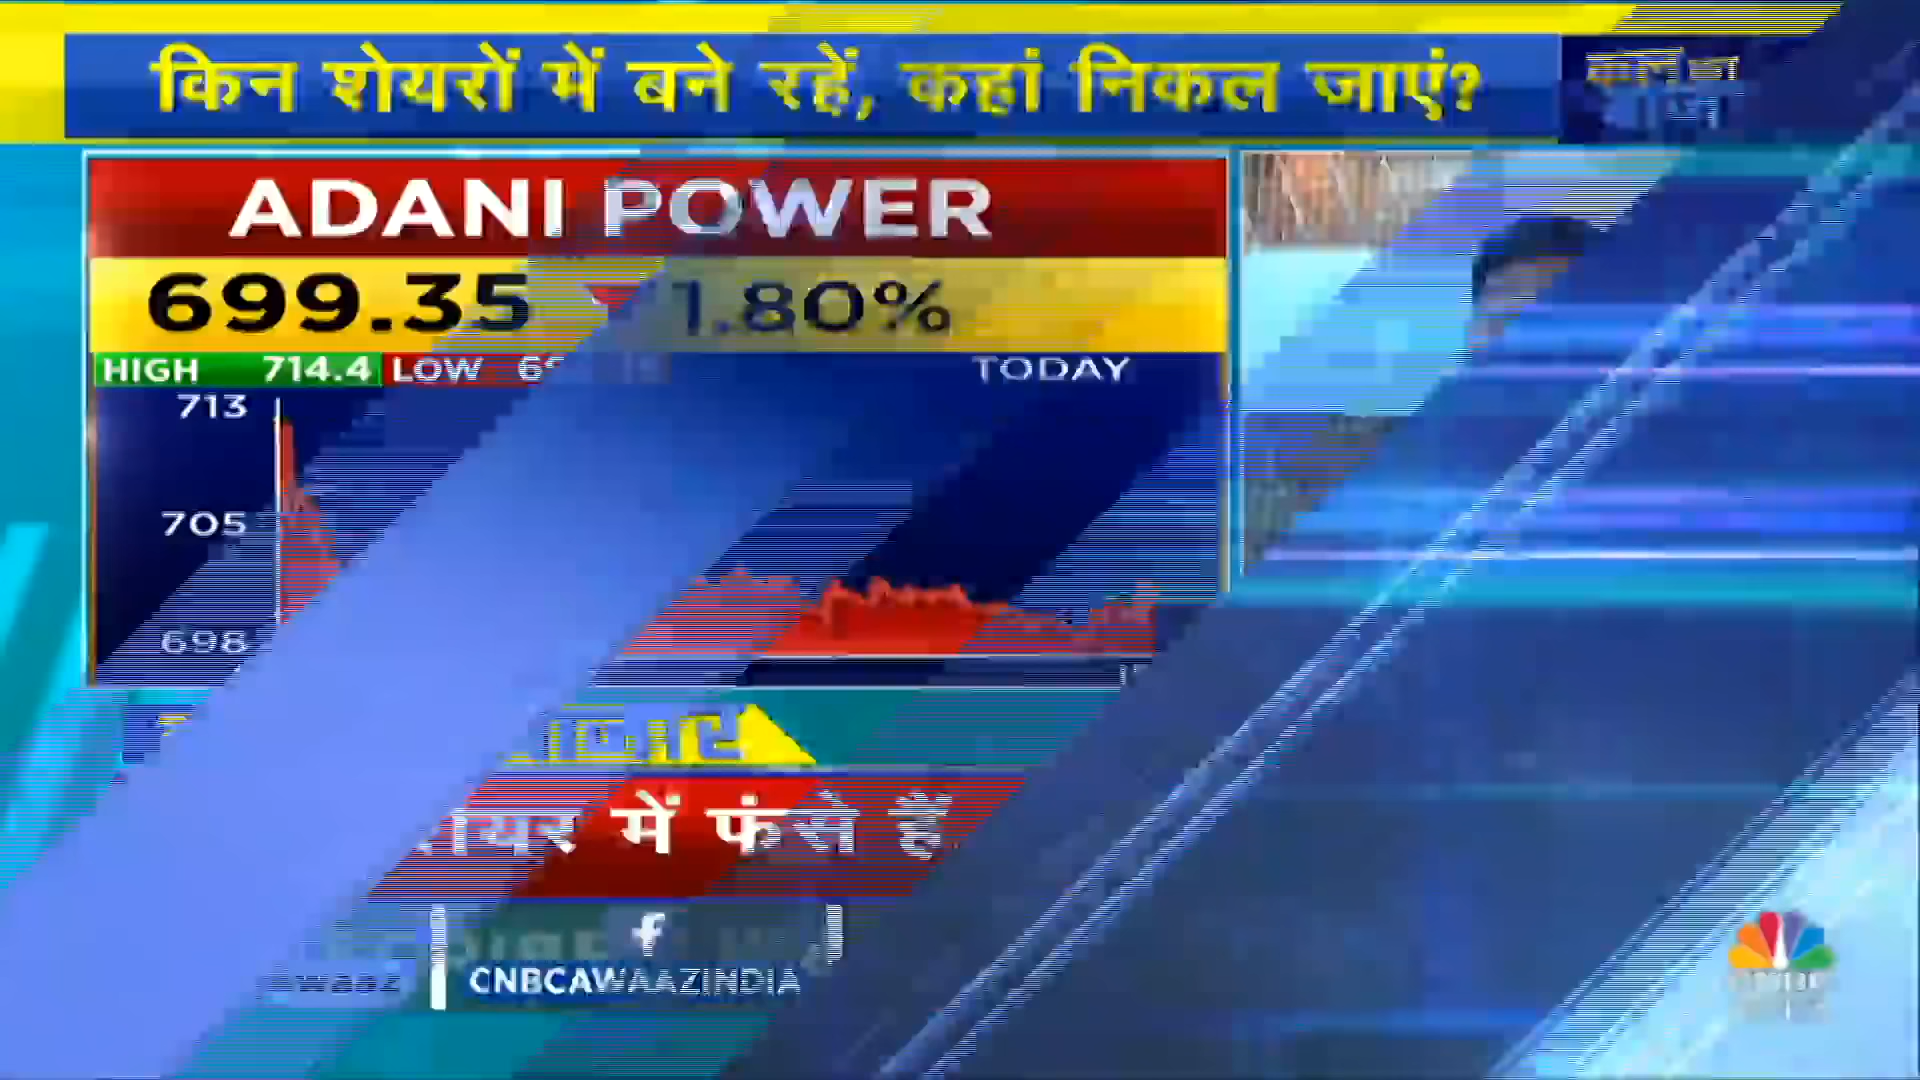 किन शेयरों में बने रहें, कहां निकल जाएं?
ADANI POWER
699.35 1.80%
HIGH 714.4 LOW
TODAY
713
705
698
में फंसे हैं
CNBCAWAAZINDIA